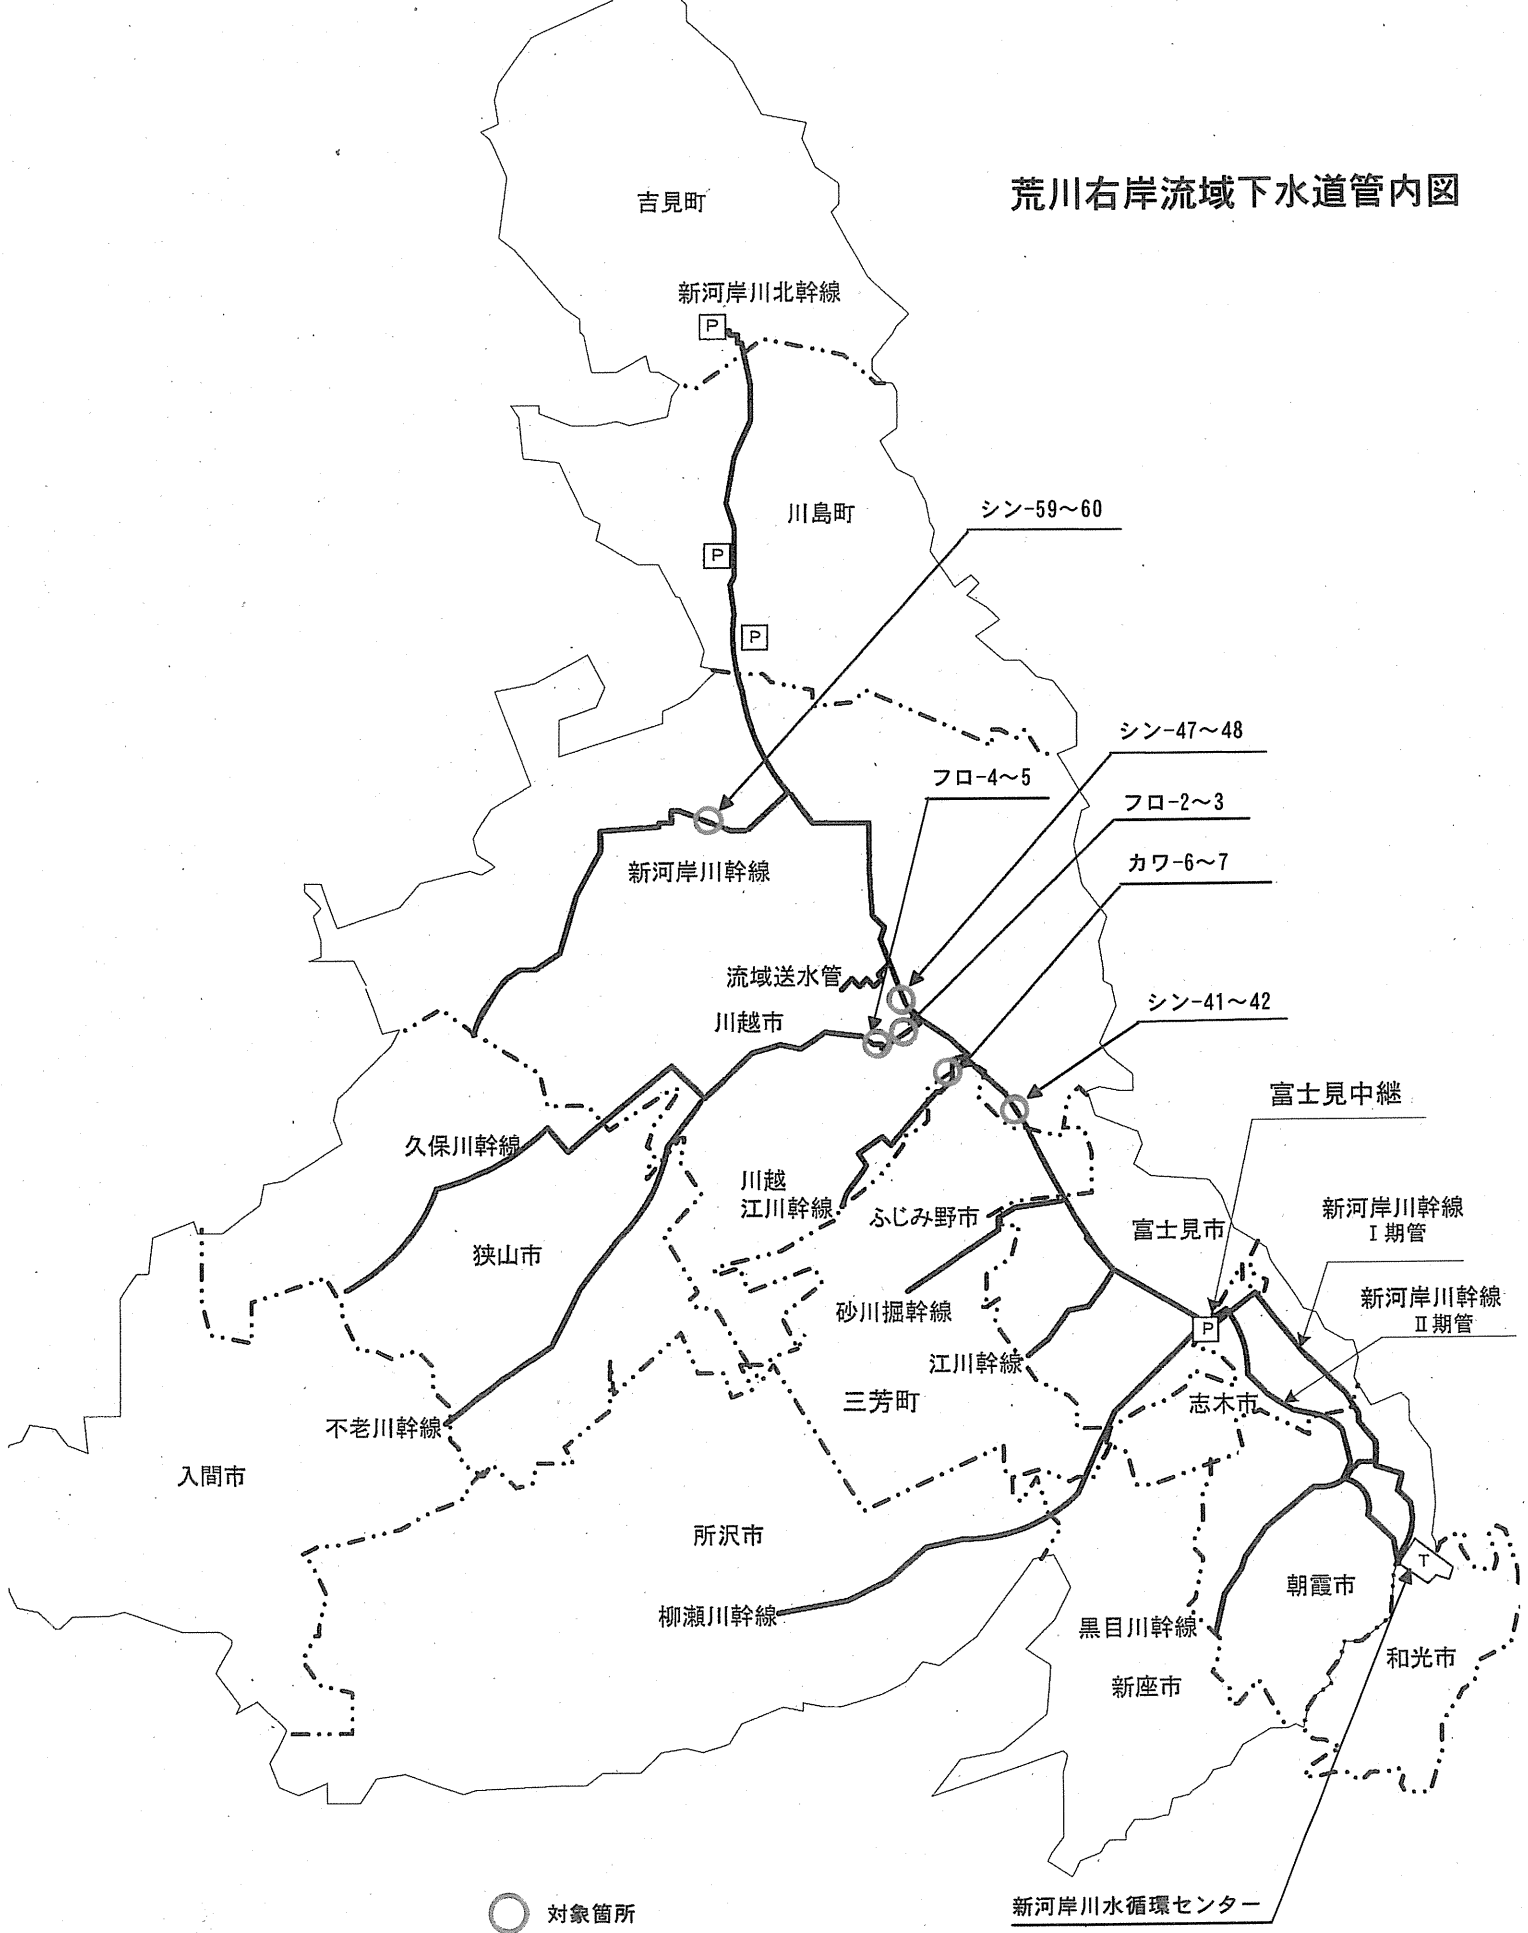 荒川右岸流域下水道管内図
吉見町
新河岸川北幹線
P
川島町
シン-59～60
P
P
シン-47～48
フロ-4～5
フロ-2～3
カワ-6～7
新河岸川幹線
流域送水管
川越市
シン-41～42
富士見中継
久保川幹線
川越
江川幹線
ふじみ野市
富士見市
新河岸川幹線
Ⅰ期管
狭山市
砂川掘幹線
新河岸川幹線
Ⅱ期管
P
江川幹線
三芳町
志木市
不老川幹線
入間市
所沢市
T
朝霞市
柳瀬川幹線
黒目川幹線
和光市
新座市
対象箇所
新河岸川水循環センター